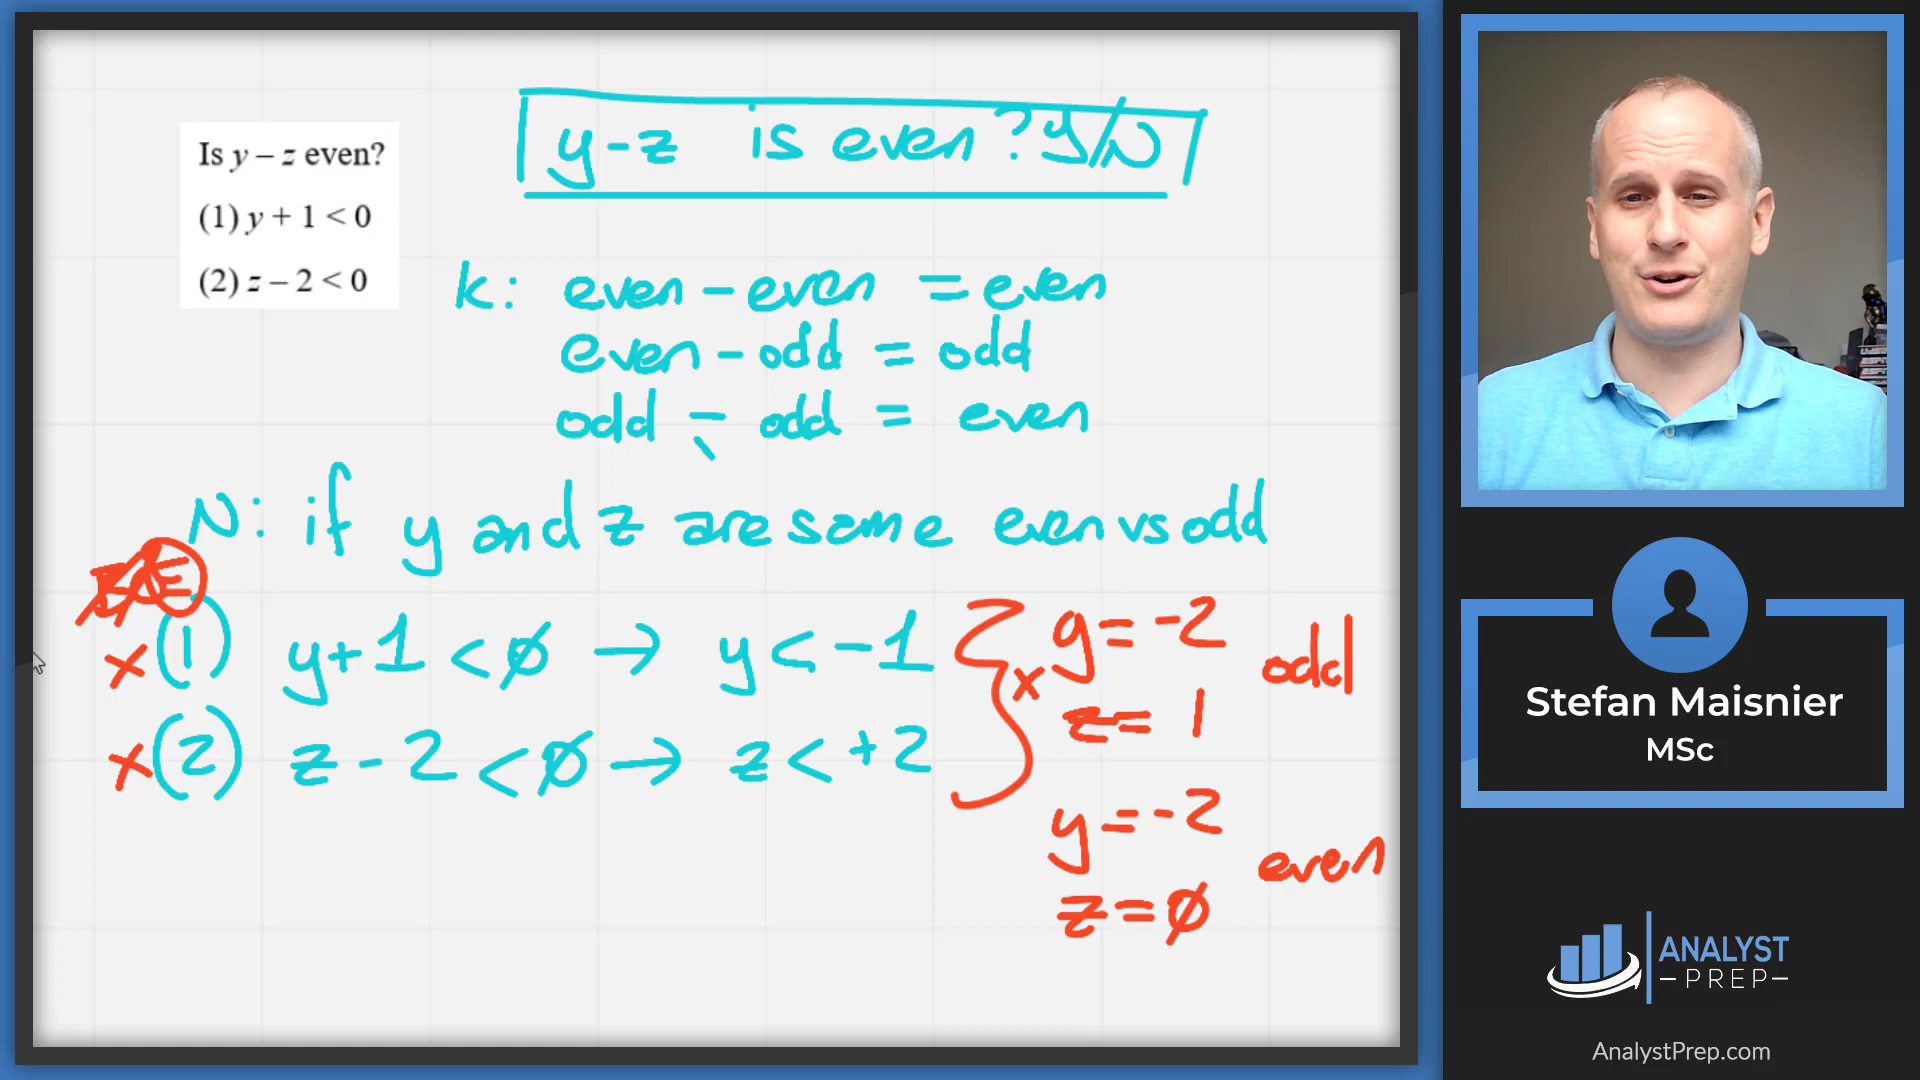 Is y – z even?
(1) y + 1 < 0
(2) z – 2 < 0
y-z is even? Y/N
K: even - even = even
even - odd = odd
odd - odd = even
N: if y and z are same even vs odd
E
x (1) y+1 < 0 → y < -1
x (2) z-2 < 0 → z < +2
x
y = -2
z = 1
odd
y = -2
z = 0
even
Stefan Maisnier
MSc
ANALYST
PREP
AnalystPrep.com